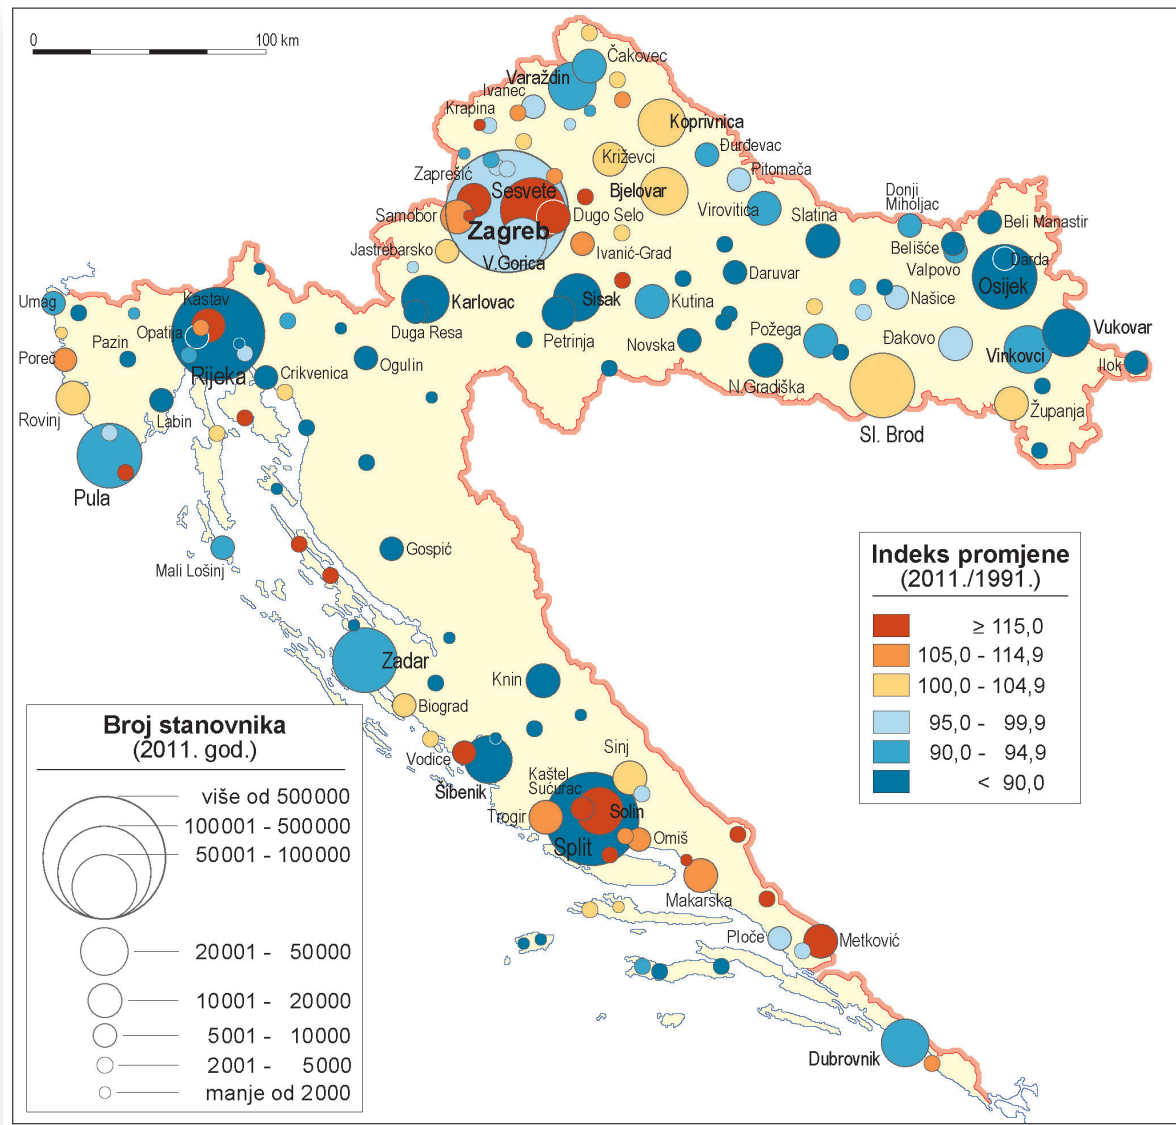 0
100 km
Čakovec
Varaždin
Ivanec
Krapina
Koprivnica
Đurđevac
Križevci
Pitomača
Zaprešić
Sesvete
Bjelovar
Donji
Miholjac
Samobor
Dugo Selo
Virovitica
Slatina
Beli Manastir
Zagreb
Jastrebarsko
V.Gorica
Ivanić-Grad
Belišće
Valpovo
Darda
Daruvar
Osijek
Umag
Kastav
Karlovac
Sisak
Kutina
Našice
Opatija
Duga Resa
Petrinja
Novska
Požega
Đakovo
Vukovar
Vinkovci
Poreč
Pazin
Rijeka
Crikvenica
Ogulin
N.Gradiška
Ilok
Rovinj
Labin
Sl. Brod
Županja
Pula
Mali Lošinj
Gospić
Zadar
Knin
Biograd
Vodice
Šibenik
Sinj
Kaštel
Sućurac
Trogir
Solin
Split
Omiš
Makarska
Ploče
Metković
Dubrovnik
Indeks promjene
(2011./1991.)
≥ 115,0
105,0 - 114,9
100,0 - 104,9
95,0 - 99,9
90,0 - 94,9
< 90,0
Broj stanovnika
(2011. god.)
više od 500000
100001 - 500000
50001 - 100000
20001 - 50000
10001 - 20000
5001 - 10000
2001 - 5000
manje od 2000